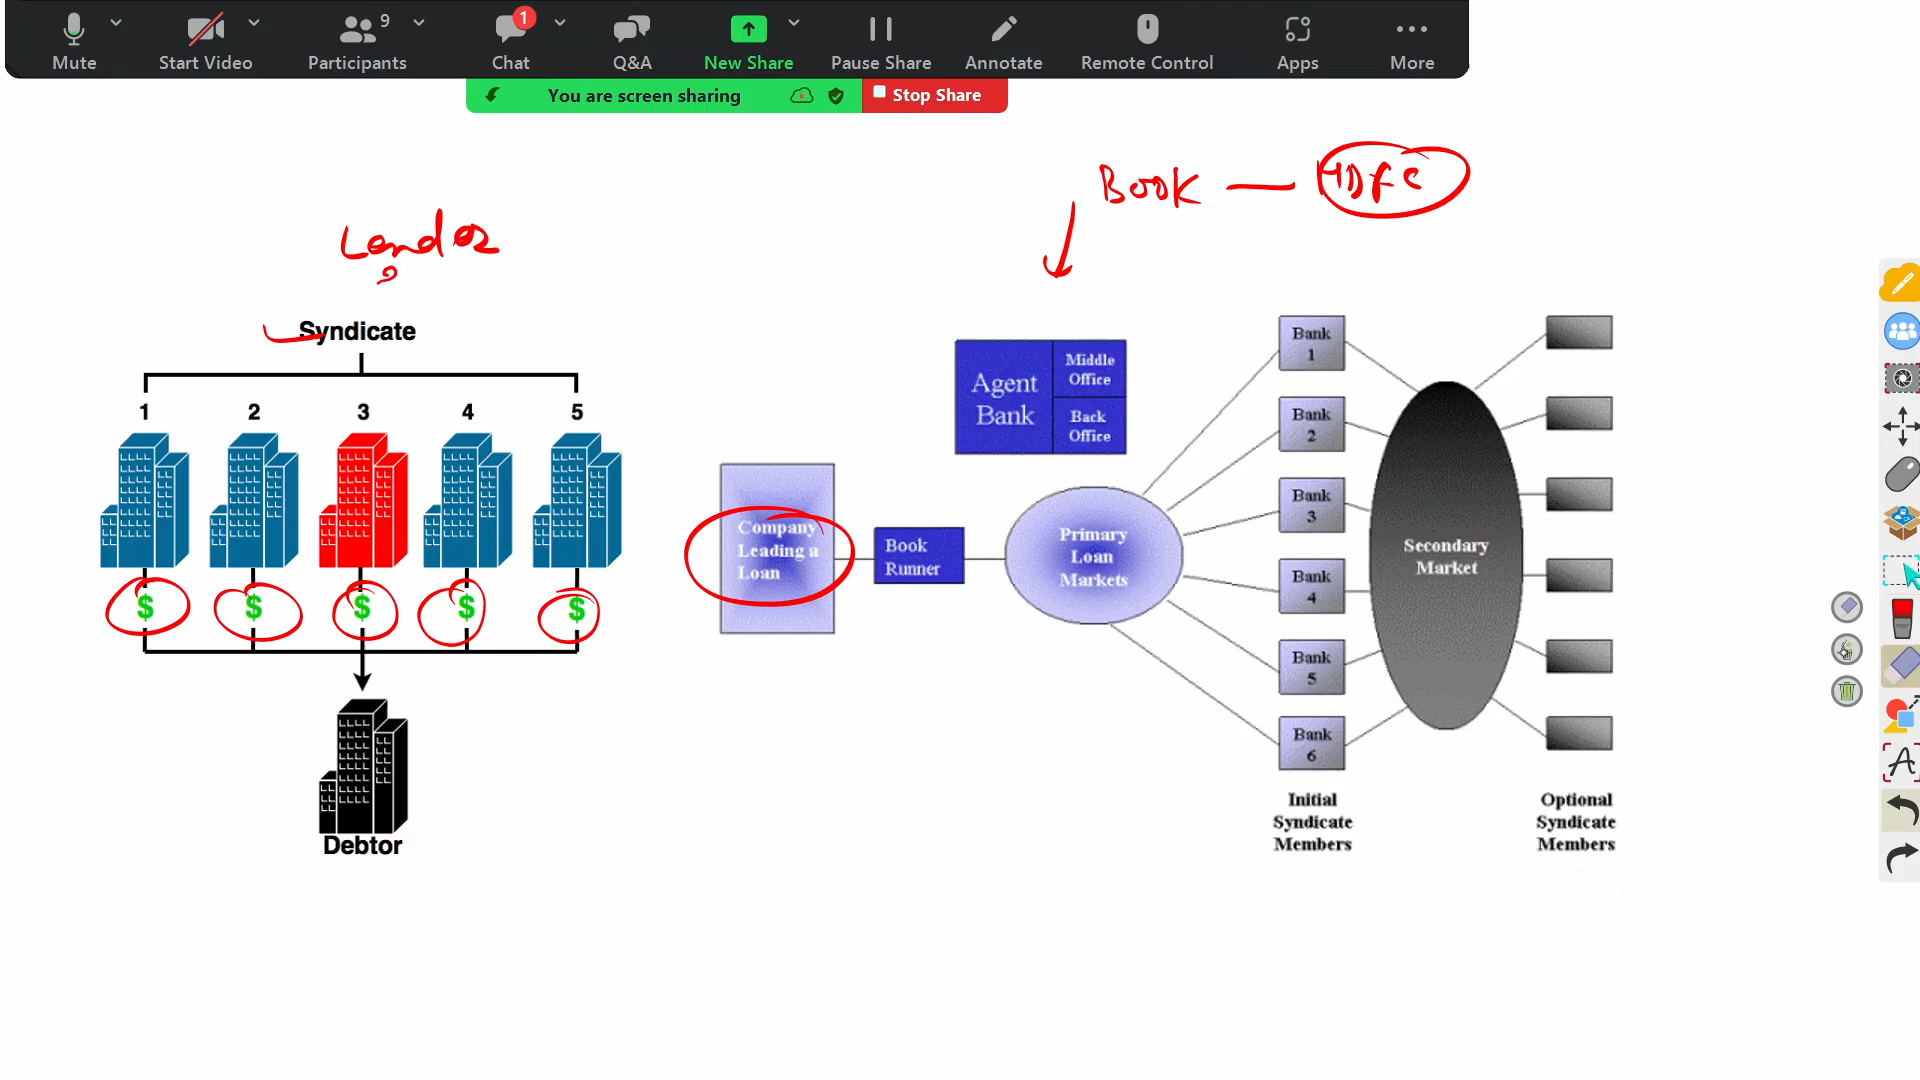 9
1
Mute
Start Video
Participants
Chat
Q&A
New Share
Pause Share
Annotate
Remote Control
Apps
More
You are screen sharing
Stop Share
Book — HDFC
Syndicate
1 2 3 4 5
$ $ $ $ $
Debtor
Agent
Bank
Middle
Office
Back
Office
Company
Leading a
Loan
Book
Runner
Primary
Loan
Markets
Bank
1
Bank
2
Bank
3
Bank
4
Bank
5
Bank
6
Secondary
Market
Initial
Syndicate
Members
Optional
Syndicate
Members
A